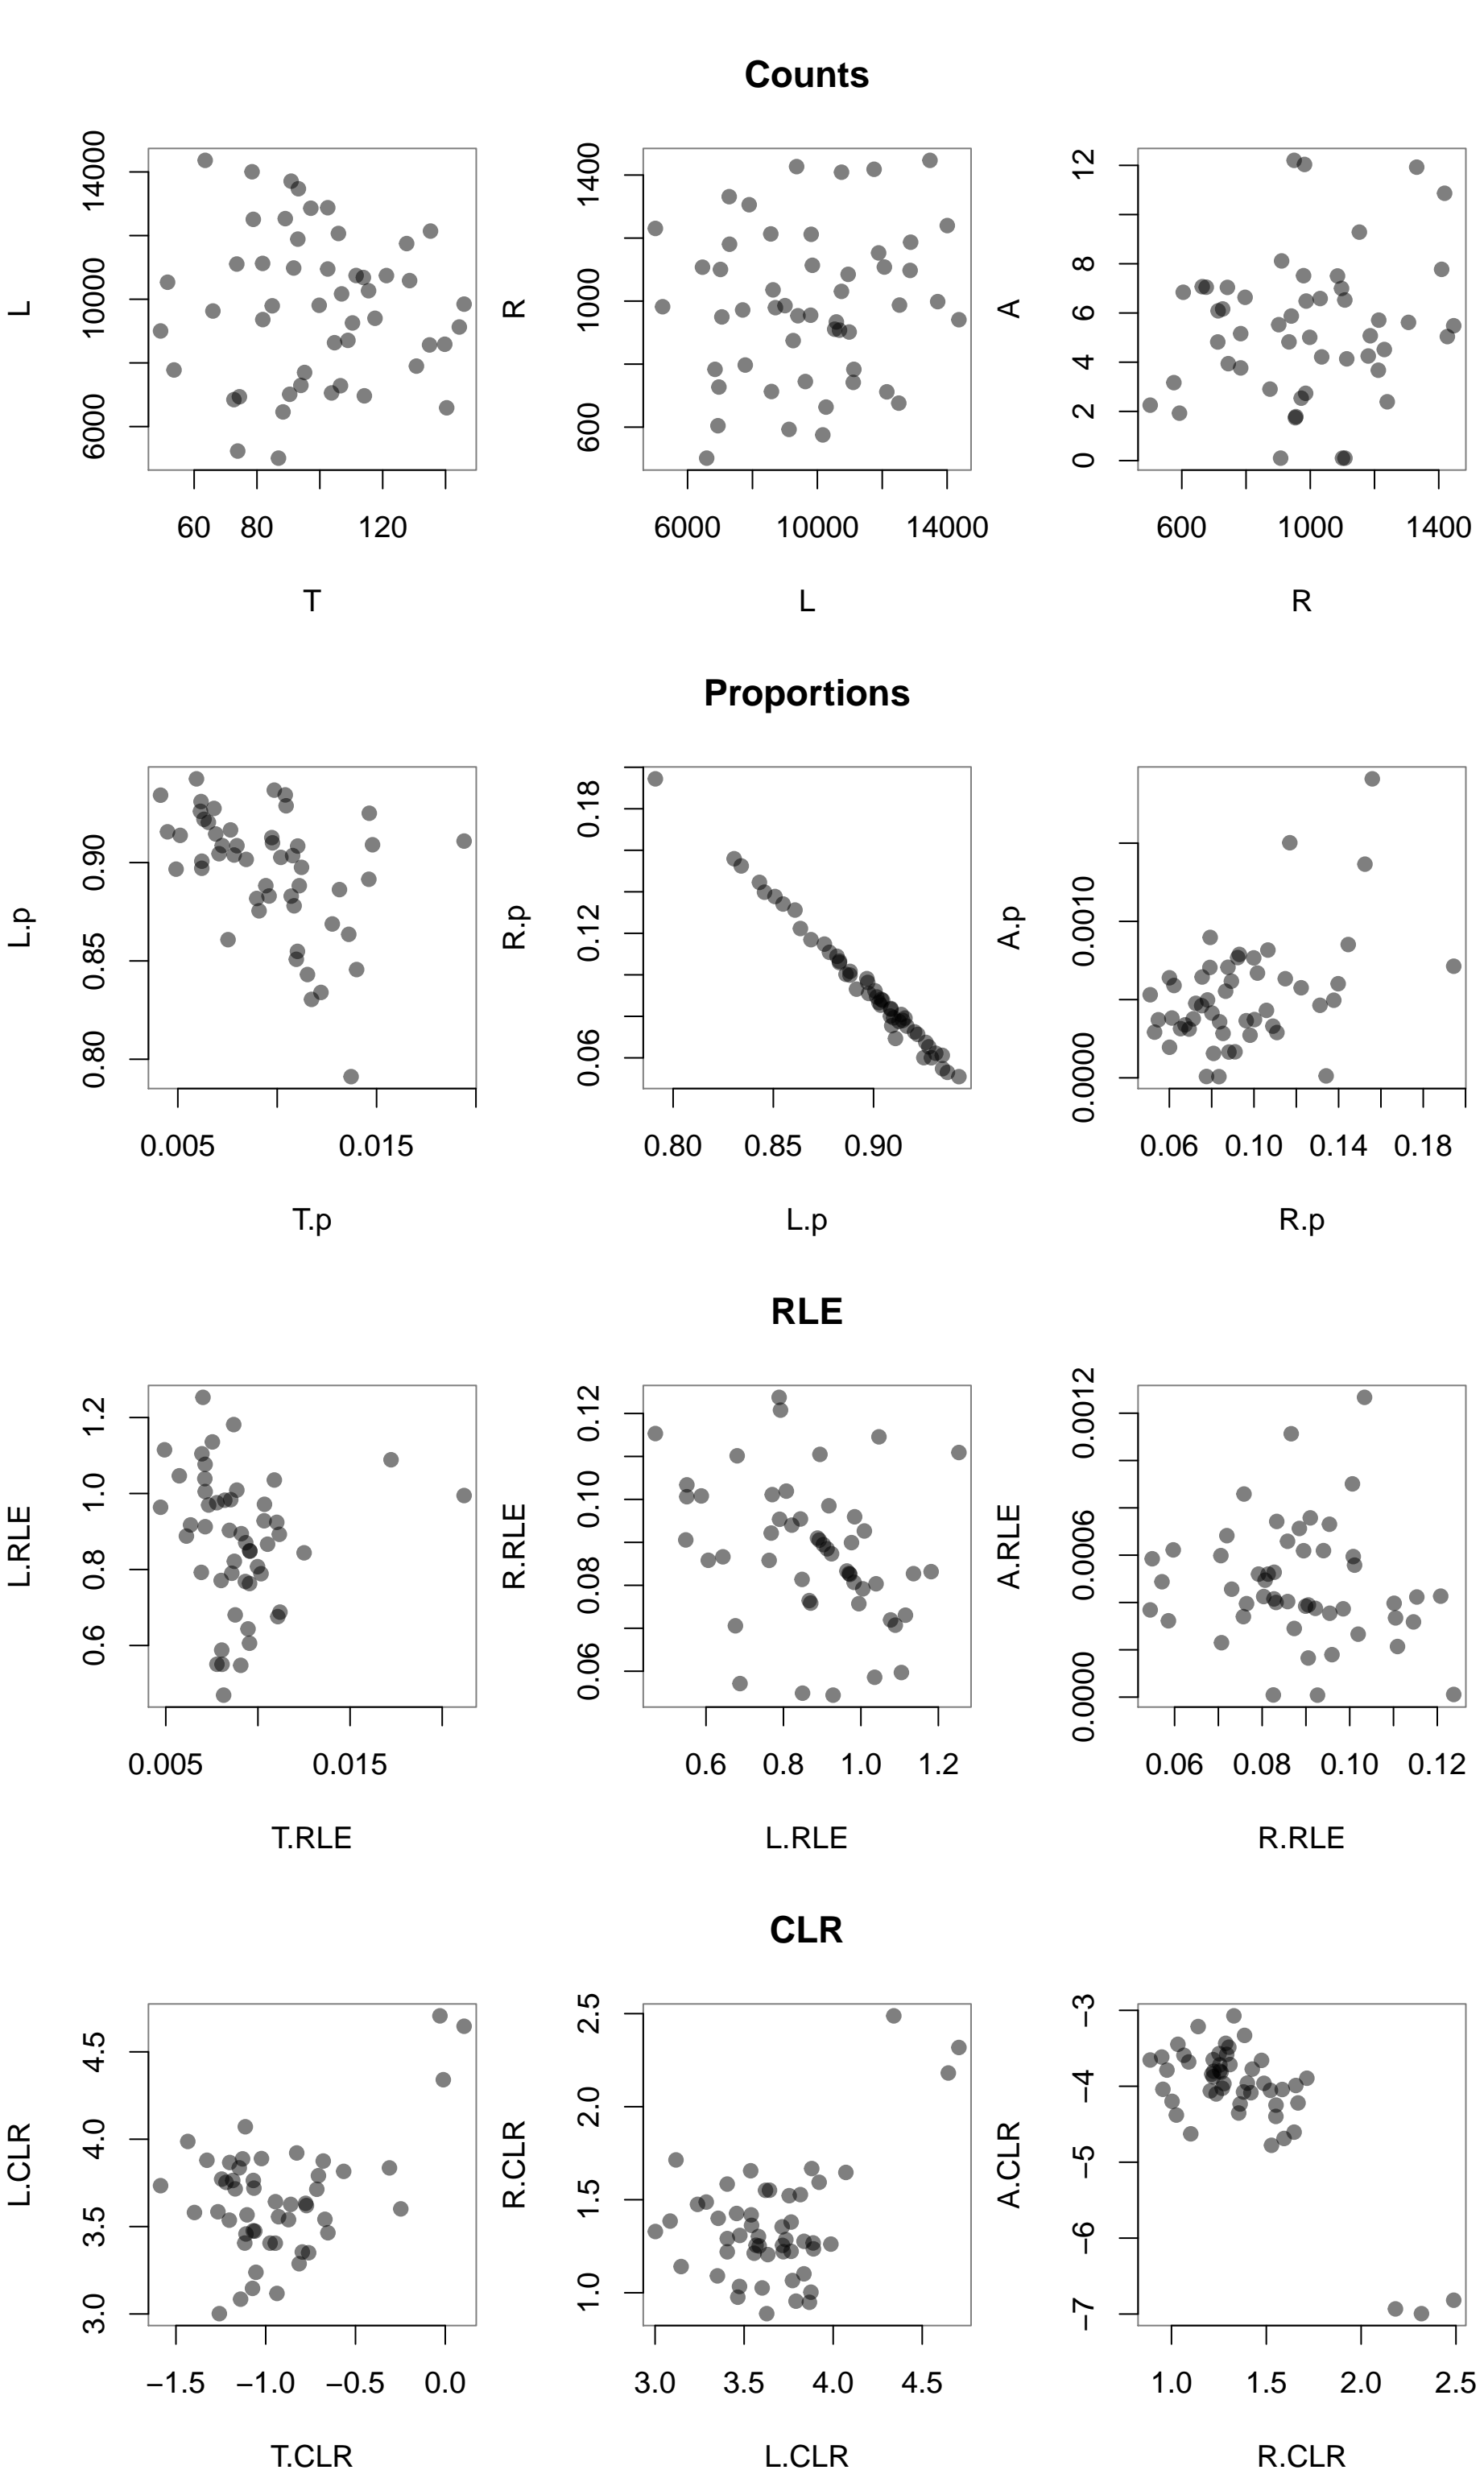 Counts
L
6000 10000 14000
60 80 120
T
R
600 1000 1400
6000 10000 14000
L
A
0 2 4 6 8 12
600 1000 1400
R
Proportions
L.p
0.80 0.85 0.90
0.005 0.015
T.p
R.p
0.06 0.12 0.18
0.80 0.85 0.90
L.p
A.p
0.0000 0.0010
0.06 0.10 0.14 0.18
R.p
RLE
L.RLE
0.6 0.8 1.0 1.2
0.005 0.015
T.RLE
R.RLE
0.06 0.08 0.10 0.12
0.6 0.8 1.0 1.2
L.RLE
A.RLE
0.0000 0.0006 0.0012
0.06 0.08 0.10 0.12
R.RLE
CLR
L.CLR
3.0 3.5 4.0 4.5
−1.5 −1.0 −0.5 0.0
T.CLR
R.CLR
1.0 1.5 2.0 2.5
3.0 3.5 4.0 4.5
L.CLR
A.CLR
−7 −6 −5 −4 −3
1.0 1.5 2.0 2.5
R.CLR